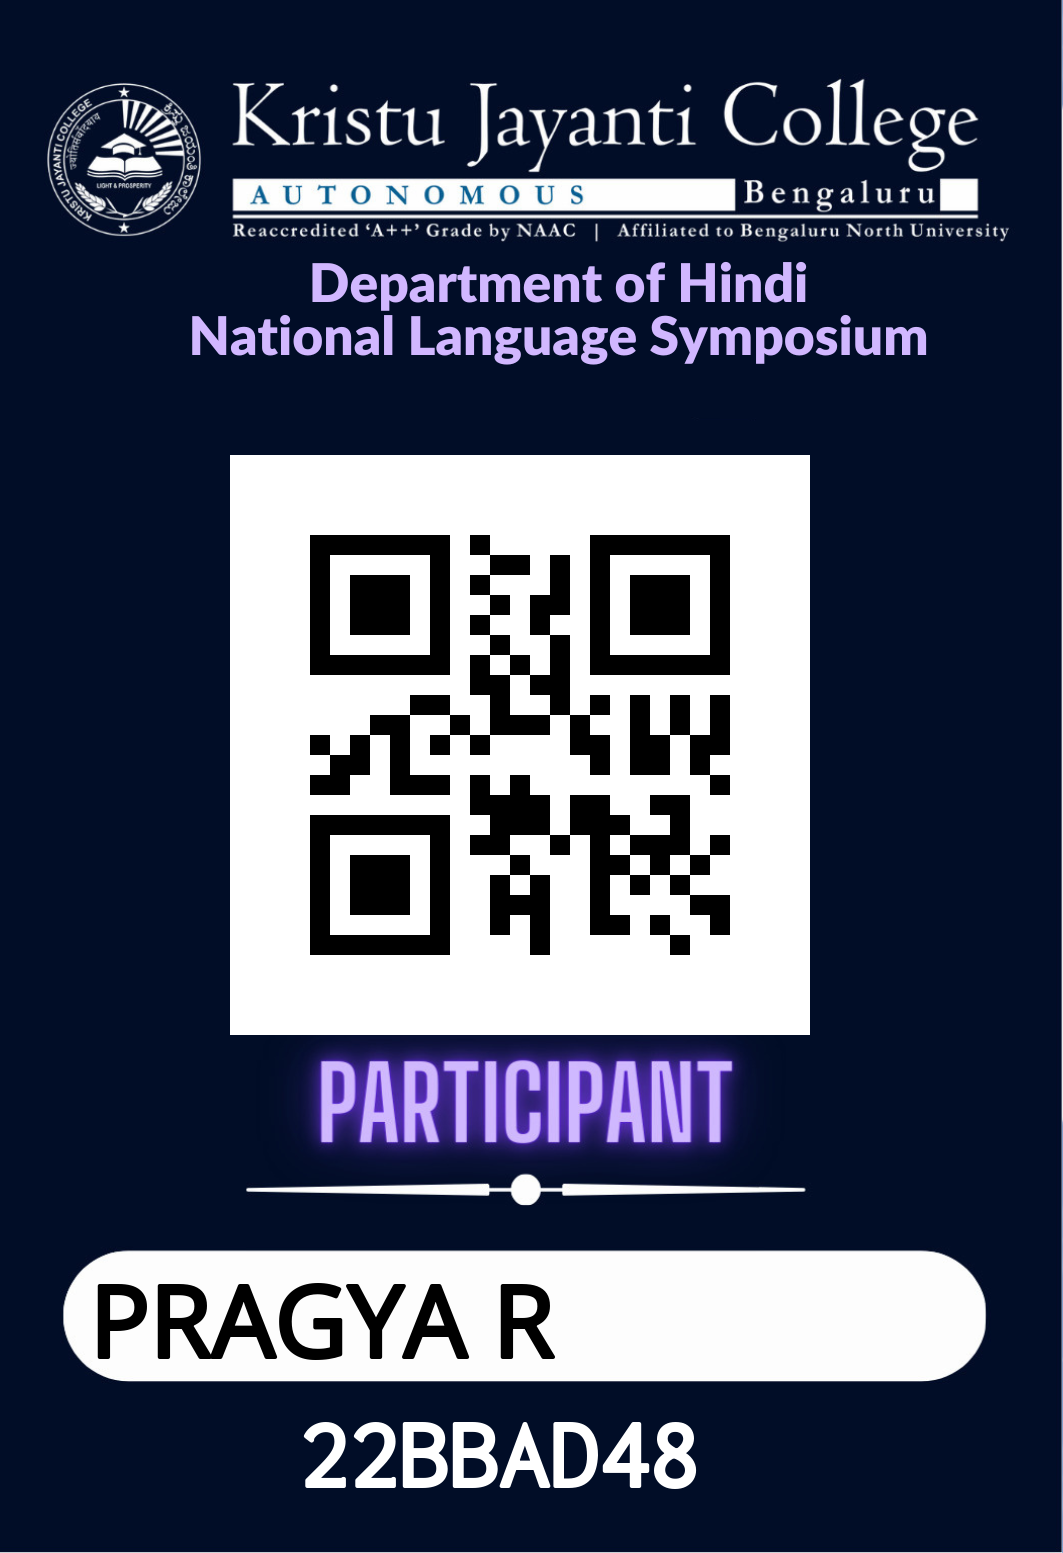 KRISTU JAYANTI COLLEGE
LIGHT & PROSPERITY
Kristu Jayanti College
AUTONOMOUS Bengaluru
Reaccredited ‘A++’ Grade by NAAC | Affiliated to Bengaluru North University
Department of Hindi
National Language Symposium
PARTICIPANT
PRAGYA R
22BBAD48